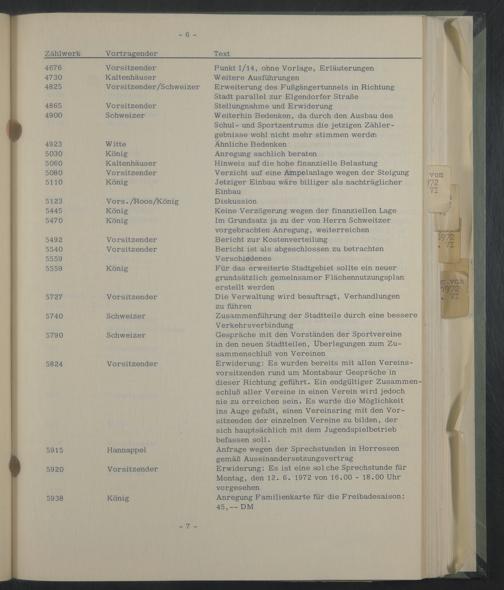 - 6 -
Zählwerk Vortragender Text
4676 Vorsitzender Punkt I/14, ohne Vorlage, Erläuterungen
4730 Kaltenhäuser Weitere Ausführungen
4825 Vorsitzender/Schweizer Erweiterung des Fußgängertunnels in Richtung
Stadt parallel zur Elgendorfer Straße
4865 Vorsitzender Stellungnahme und Erwiderung
4900 Schweizer Weiterhin Bedenken, da durch den Ausbau des
Schul- und Sportzentrums die jetzigen Zähler-
gebnisse wohl nicht mehr stimmen werden
4923 Witte Ähnliche Bedenken
5030 König Anregung sachlich beraten
5060 Kaltenhäuser Hinweis auf die hohe finanzielle Belastung
5080 Vorsitzender Verzicht auf eine Ampelanlage wegen der Steigung
5110 König Jetziger Einbau wäre billiger als nachträglicher
Einbau
5123 Vors./Roos/König Diskussion
5445 König Keine Verzögerung wegen der finanziellen Lage
5470 König Im Grundsatz ja zu der von Herrn Schweizer
vorgebrachten Anregung, weiterreichen
5492 Vorsitzender Bericht zur Kostenverteilung
5540 Vorsitzender Bericht ist als abgeschlossen zu betrachten
5559 Verschiedenes
5559 König Für das erweiterte Stadtgebiet sollte ein neuer
grundsätzlich gemeinsamer Flächennutzungsplan
erstellt werden
5727 Vorsitzender Die Verwaltung wird beauftragt, Verhandlungen
zu führen
5740 Schweizer Zusammenführung der Stadtteile durch eine bessere
Verkehrsverbindung
5790 Schweizer Gespräche mit den Vorständen der Sportvereine
in den neuen Stadtteilen, Überlegungen zum Zu-
sammenschluß von Vereinen
5824 Vorsitzender Erwiderung: Es wurden bereits mit allen Vereins-
vorsitzenden rund um Montabaur Gespräche in
dieser Richtung geführt. Ein endgültiger Zusammen-
schluß aller Vereine in einen Verein wird jedoch
nie zu erreichen sein. Es wurde die Möglichkeit
ins Auge gefaßt, einen Vereinsring mit den Vor-
sitzenden der einzelnen Vereine zu bilden, der
sich hauptsächlich mit dem Jugendspielbetrieb
befassen soll.
5915 Hannappel Anfrage wegen der Sprechstunden in Horressen
gemäß Auseinandersetzungsvertrag
5920 Vorsitzender Erwiderung: Es ist eine solche Sprechstunde für
Montag, den 12. 6. 1972 von 16.00 - 18.00 Uhr
vorgesehen
5938 König Anregung Familienkarte für die Freibadesaison:
45,-- DM
- 7 -
von
972
VI